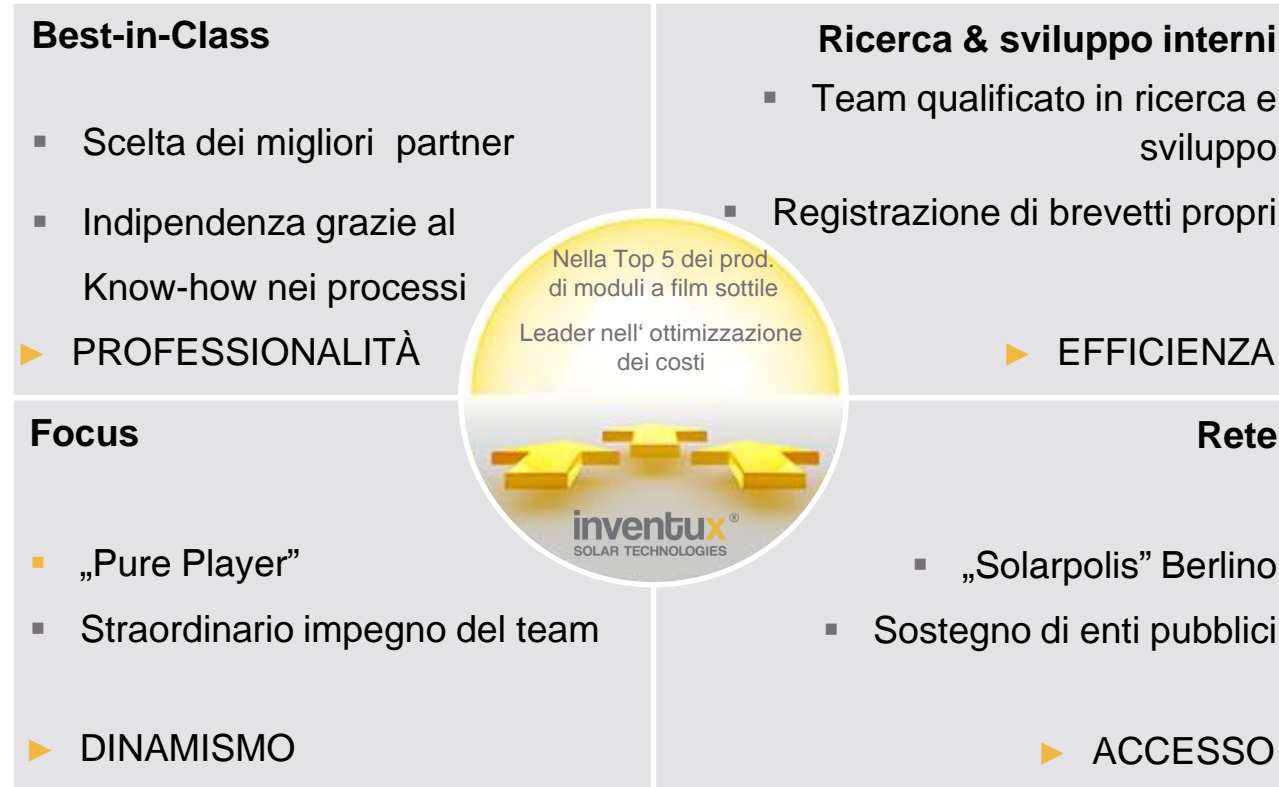 Best-in-Class
▪ Scelta dei migliori partner
▪ Indipendenza grazie al
Know-how nei processi
► PROFESSIONALITÀ
Ricerca & sviluppo interni
▪ Team qualificato in ricerca e
sviluppo
▪ Registrazione di brevetti propri
► EFFICIENZA
Nella Top 5 dei prod.
di moduli a film sottile
Leader nell‘ ottimizzazione
dei costi
inventux®
SOLAR TECHNOLOGIES
Focus
▪ „Pure Player”
▪ Straordinario impegno del team
► DINAMISMO
Rete
▪ „Solarpolis” Berlino
▪ Sostegno di enti pubblici
► ACCESSO